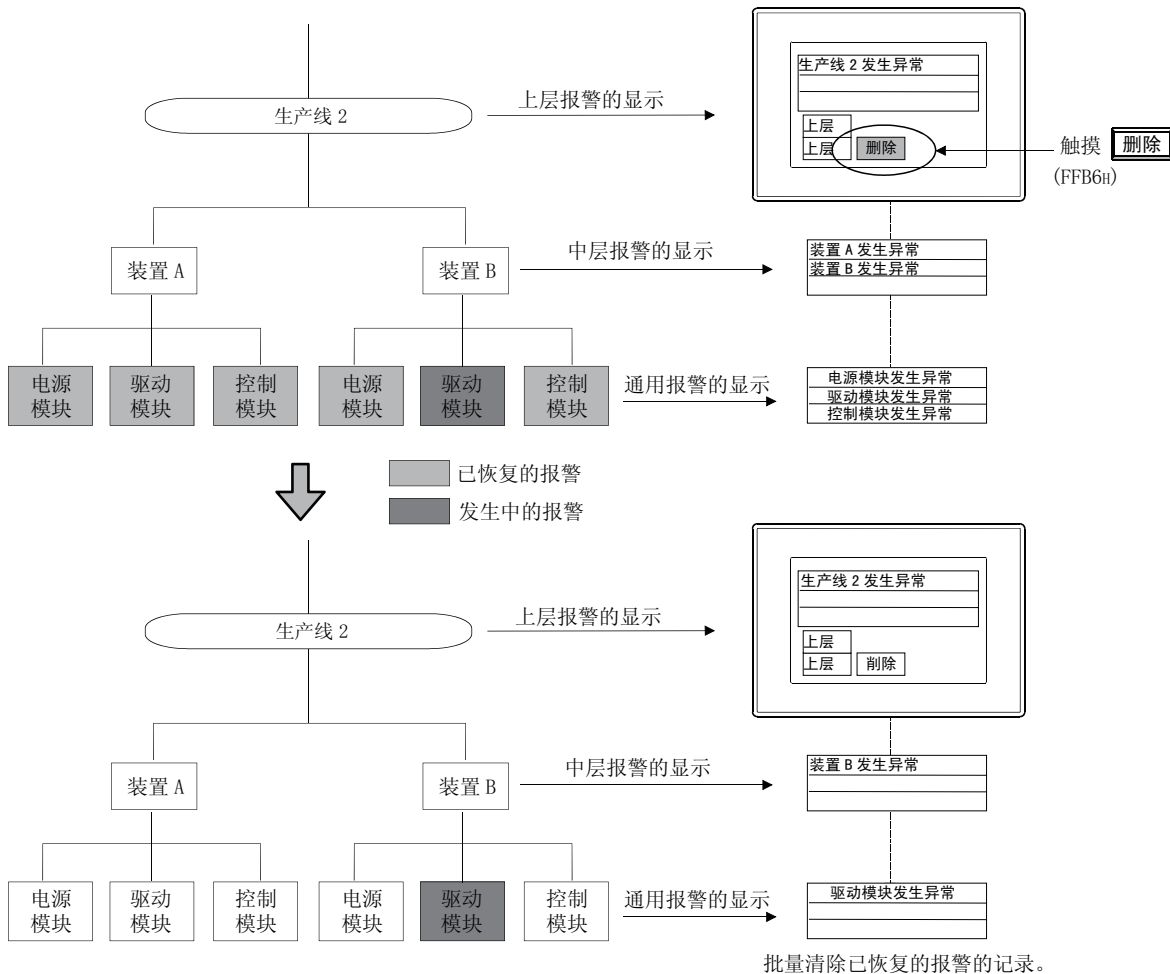 生产线 2
上层报警的显示
生产线 2 发生异常
上层
上层 删除
触摸 删除
(FFB6H)
装置 A
装置 B
中层报警的显示
装置 A 发生异常
装置 B 发生异常
电源
模块
驱动
模块
控制
模块
电源
模块
驱动
模块
控制
模块
通用报警的显示
电源模块发生异常
驱动模块发生异常
控制模块发生异常
已恢复的报警
发生中的报警
生产线 2
上层报警的显示
生产线 2 发生异常
上层
上层 削除
装置 A
装置 B
中层报警的显示
装置 B 发生异常
电源
模块
驱动
模块
控制
模块
电源
模块
驱动
模块
控制
模块
通用报警的显示
驱动模块发生异常
批量清除已恢复的报警的记录。